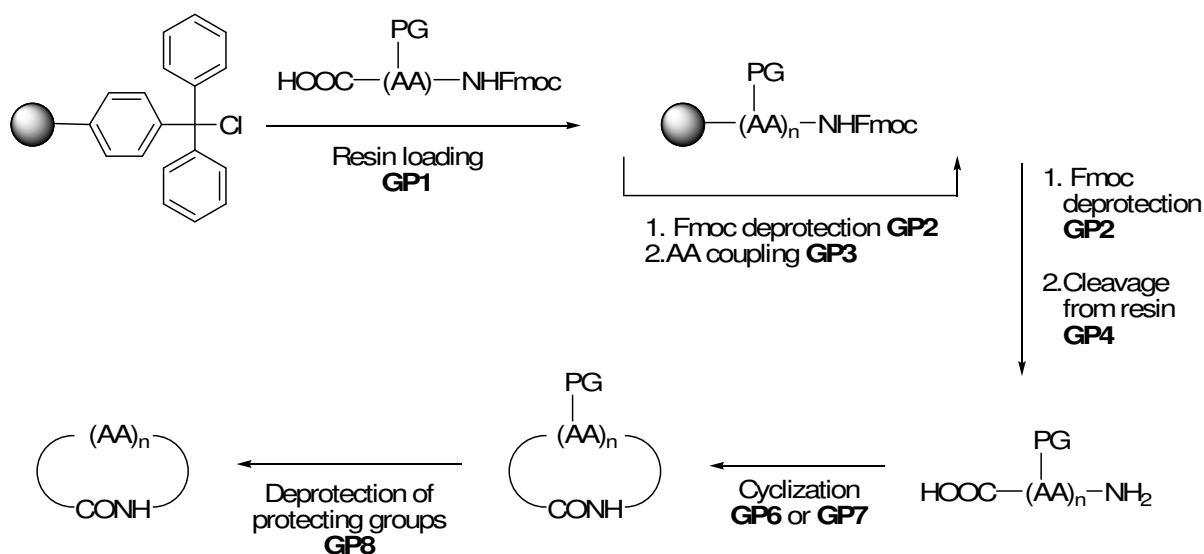 Cl
PG
HOOC—(AA)—NHFmoc
Resin loading
GP1
PG
(AA)n—NHFmoc
1. Fmoc deprotection GP2
2.AA coupling GP3
1. Fmoc
deprotection
GP2
2.Cleavage
from resin
GP4
PG
HOOC—(AA)n—NH2
Cyclization
GP6 or GP7
PG
(AA)n
CONH
Deprotection of
protecting groups
GP8
(AA)n
CONH